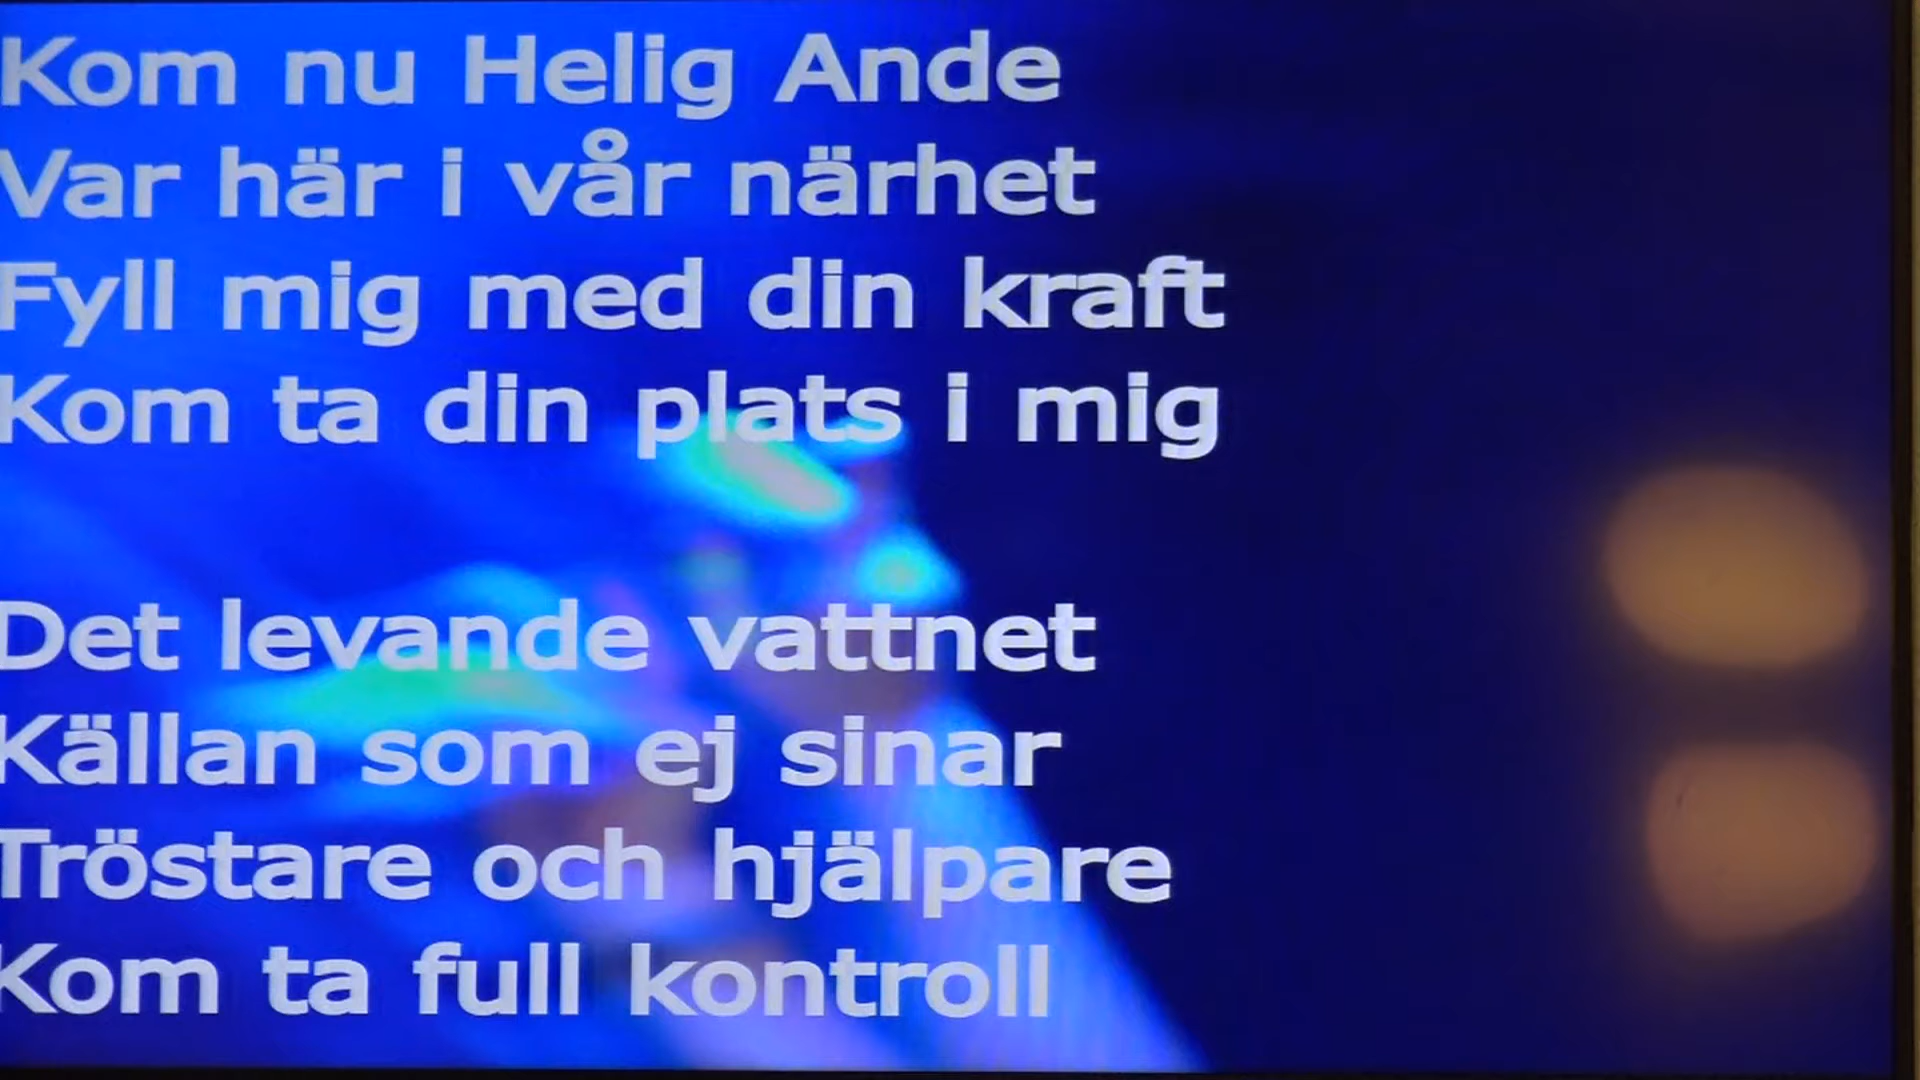 Kom nu Helig Ande
Var här i vår närhet
Fyll mig med din kraft
Kom ta din plats i mig
Det levande vattnet
Källan som ej sinar
Tröstare och hjälpare
Kom ta full kontroll